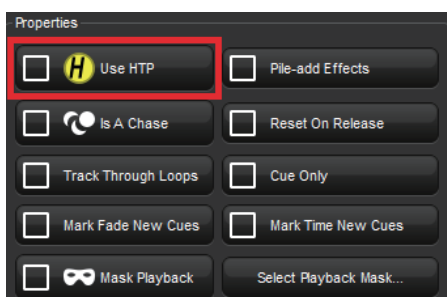 Properties
H Use HTP
Pile-add Effects
Is A Chase
Reset On Release
Track Through Loops
Cue Only
Mark Fade New Cues
Mark Time New Cues
Mask Playback
Select Playback Mask...